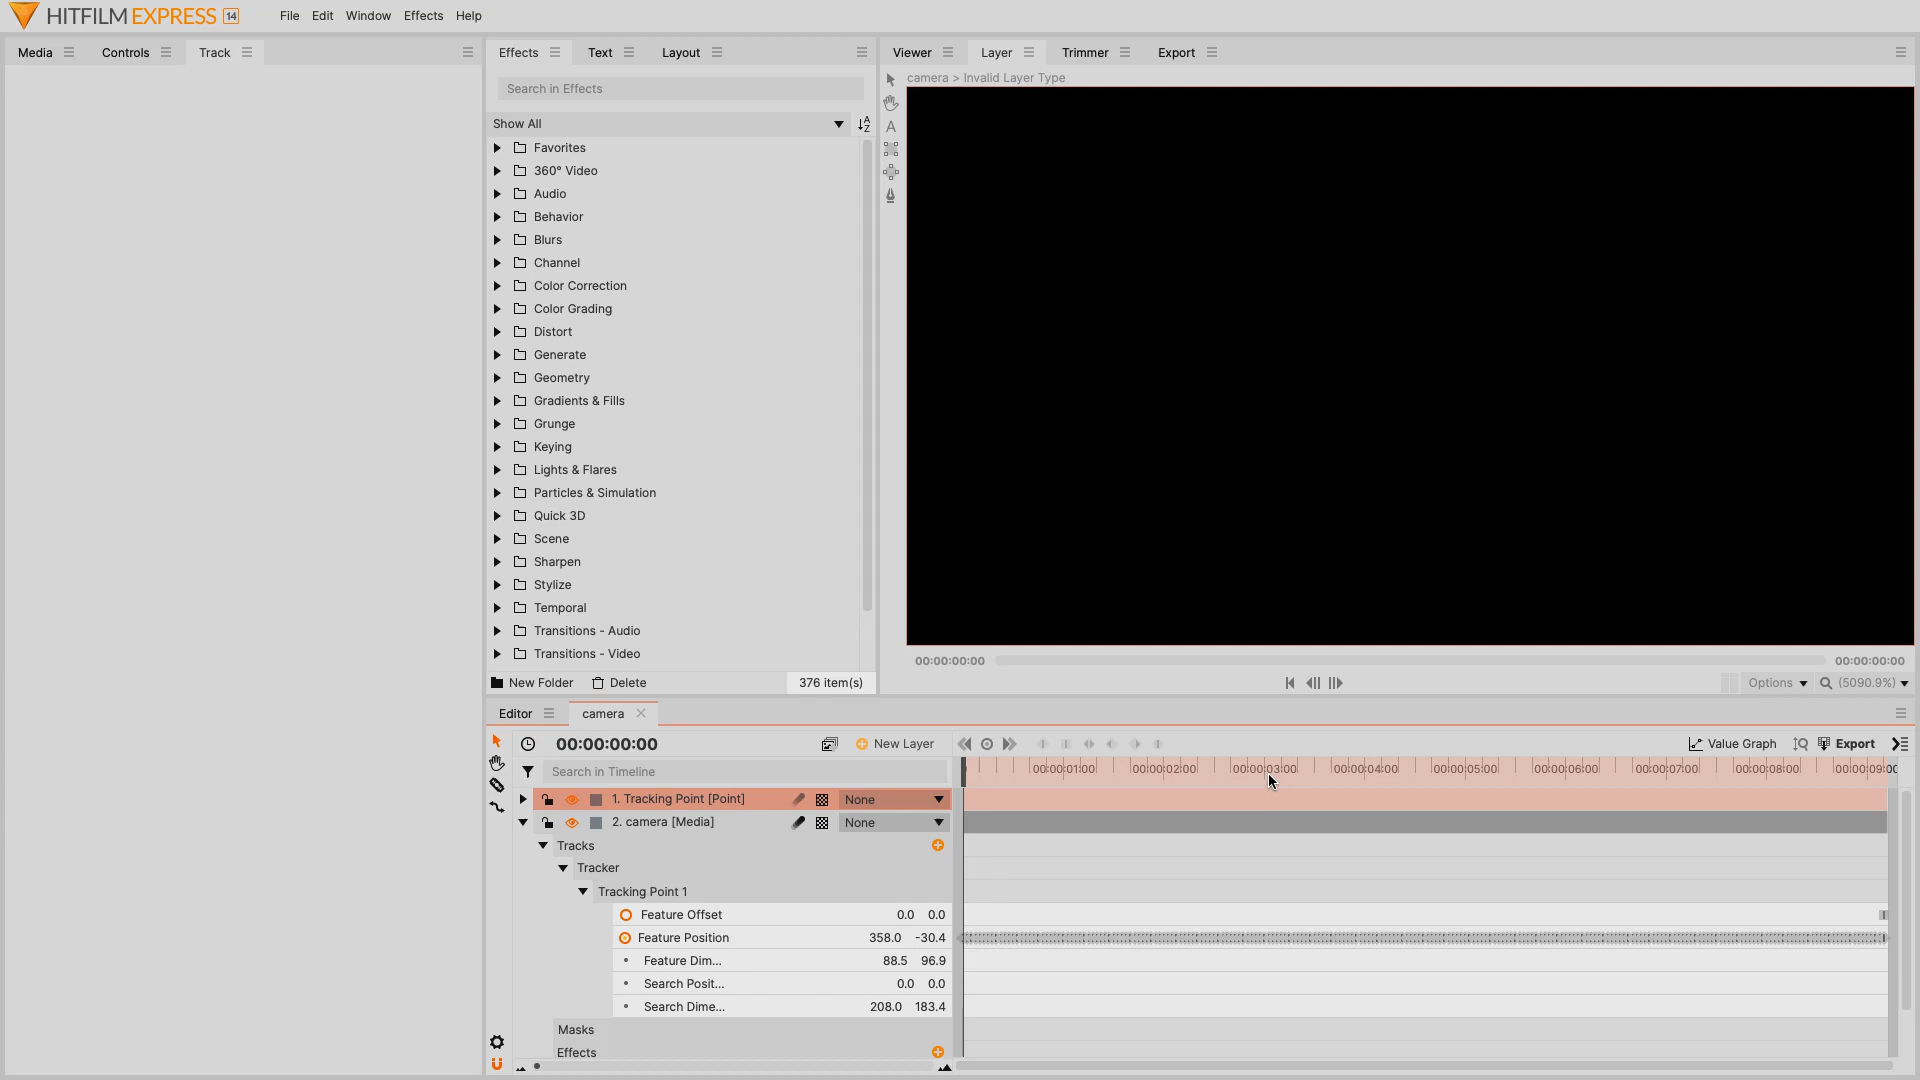 HITFILM EXPRESS 14
File Edit Window Effects Help
Media Controls Track
Effects Text Layout
Viewer Layer Trimmer Export
Search in Effects
camera > Invalid Layer Type
Show All
A
Z
A
Favorites
360° Video
Audio
Behavior
Blurs
Channel
Color Correction
Color Grading
Distort
Generate
Geometry
Gradients & Fills
Grunge
Keying
Lights & Flares
Particles & Simulation
Quick 3D
Scene
Sharpen
Stylize
Temporal
Transitions - Audio
Transitions - Video
New Folder Delete 376 item(s)
00:00:00:00 00:00:00:00
Options (5090.9%)
Editor camera
00:00:00:00 New Layer Value Graph Export
Search in Timeline
00:00:01:00 00:00:02:00 00:00:03:00 00:00:04:00 00:00:05:00 00:00:06:00 00:00:07:00 00:00:08:00 00:00:09:00
1. Tracking Point [Point] None
2. camera [Media] None
Tracks
Tracker
Tracking Point 1
Feature Offset 0.0 0.0
Feature Position 358.0 -30.4
Feature Dim... 88.5 96.9
Search Posit... 0.0 0.0
Search Dime... 208.0 183.4
Masks
Effects